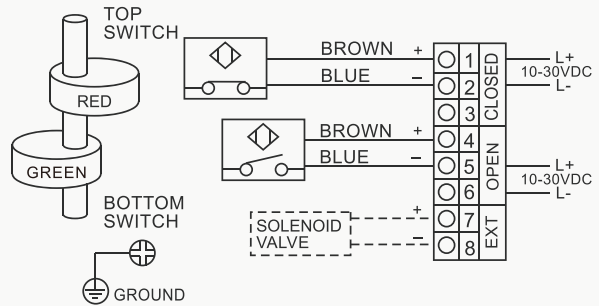 TOP
SWITCH
RED
GREEN
BOTTOM
SWITCH
GROUND
BROWN +
BLUE −
BROWN +
BLUE −
SOLENOID
VALVE
+
−
1
2
3
4
5
6
7
8
CLOSED
OPEN
EXT
L+
10-30VDC
L-
L+
10-30VDC
L-